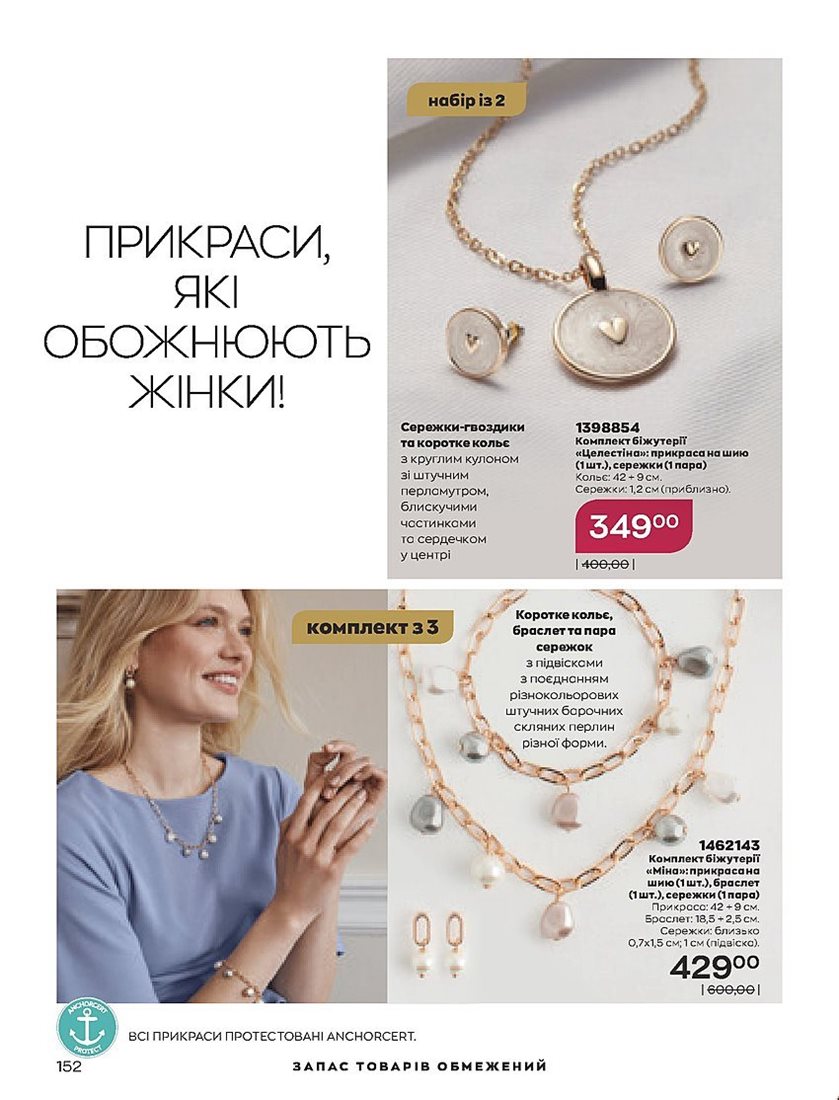 ПРИКРАСИ,
ЯКІ
ОБОЖНЮЮТЬ
ЖІНКИ!
набір із 2
Сережки-гвоздики
та коротке кольє
з круглим кулоном
зі штучним
перламутром,
блискучими
частинками
та сердечком
у центрі
1398854
Комплект біжутерії
«Целестіна»: прикраса на шию
(1 шт.), сережки (1 пара)
Кольє: 42 + 9 см.
Сережки: 1,2 см (приблизно).
349⁰⁰
| 400,00 |
комплект з 3
Коротке кольє,
браслет та пара
сережок
з підвісками
з поєднанням
різнокольорових
штучних барочних
скляних перлин
різної форми.
1462143
Комплект біжутерії
«Міна»: прикраса на
шию (1 шт.), браслет
(1 шт.), сережки (1 пара)
Прикраса: 42 + 9 см.
Браслет: 18,5 + 2,5 см.
Сережки: близько
0,7х1,5 см; 1 см (підвіска).
429⁰⁰
| 600,00 |
ANCHORCERT
PROTECT
ВСІ ПРИКРАСИ ПРОТЕСТОВАНІ ANCHORCERT.
152
ЗАПАС ТОВАРІВ ОБМЕЖЕНИЙ